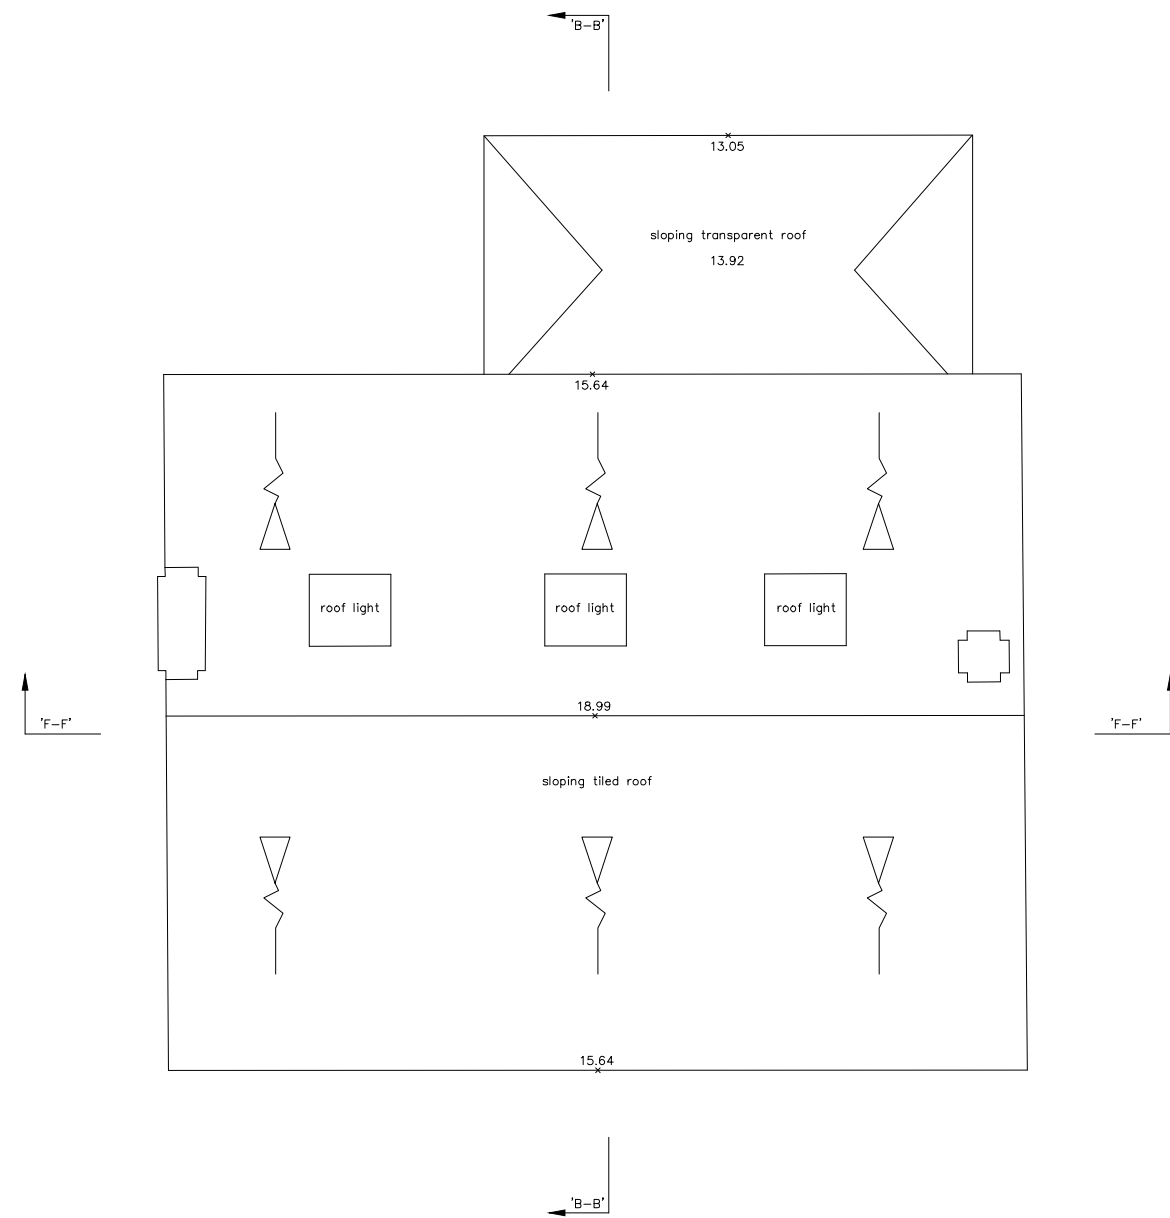 'B-B'
13.05
sloping transparent roof
13.92
15.64
roof light
roof light
roof light
18.99
'F-F'
'F-F'
sloping tiled roof
15.64
'B-B'